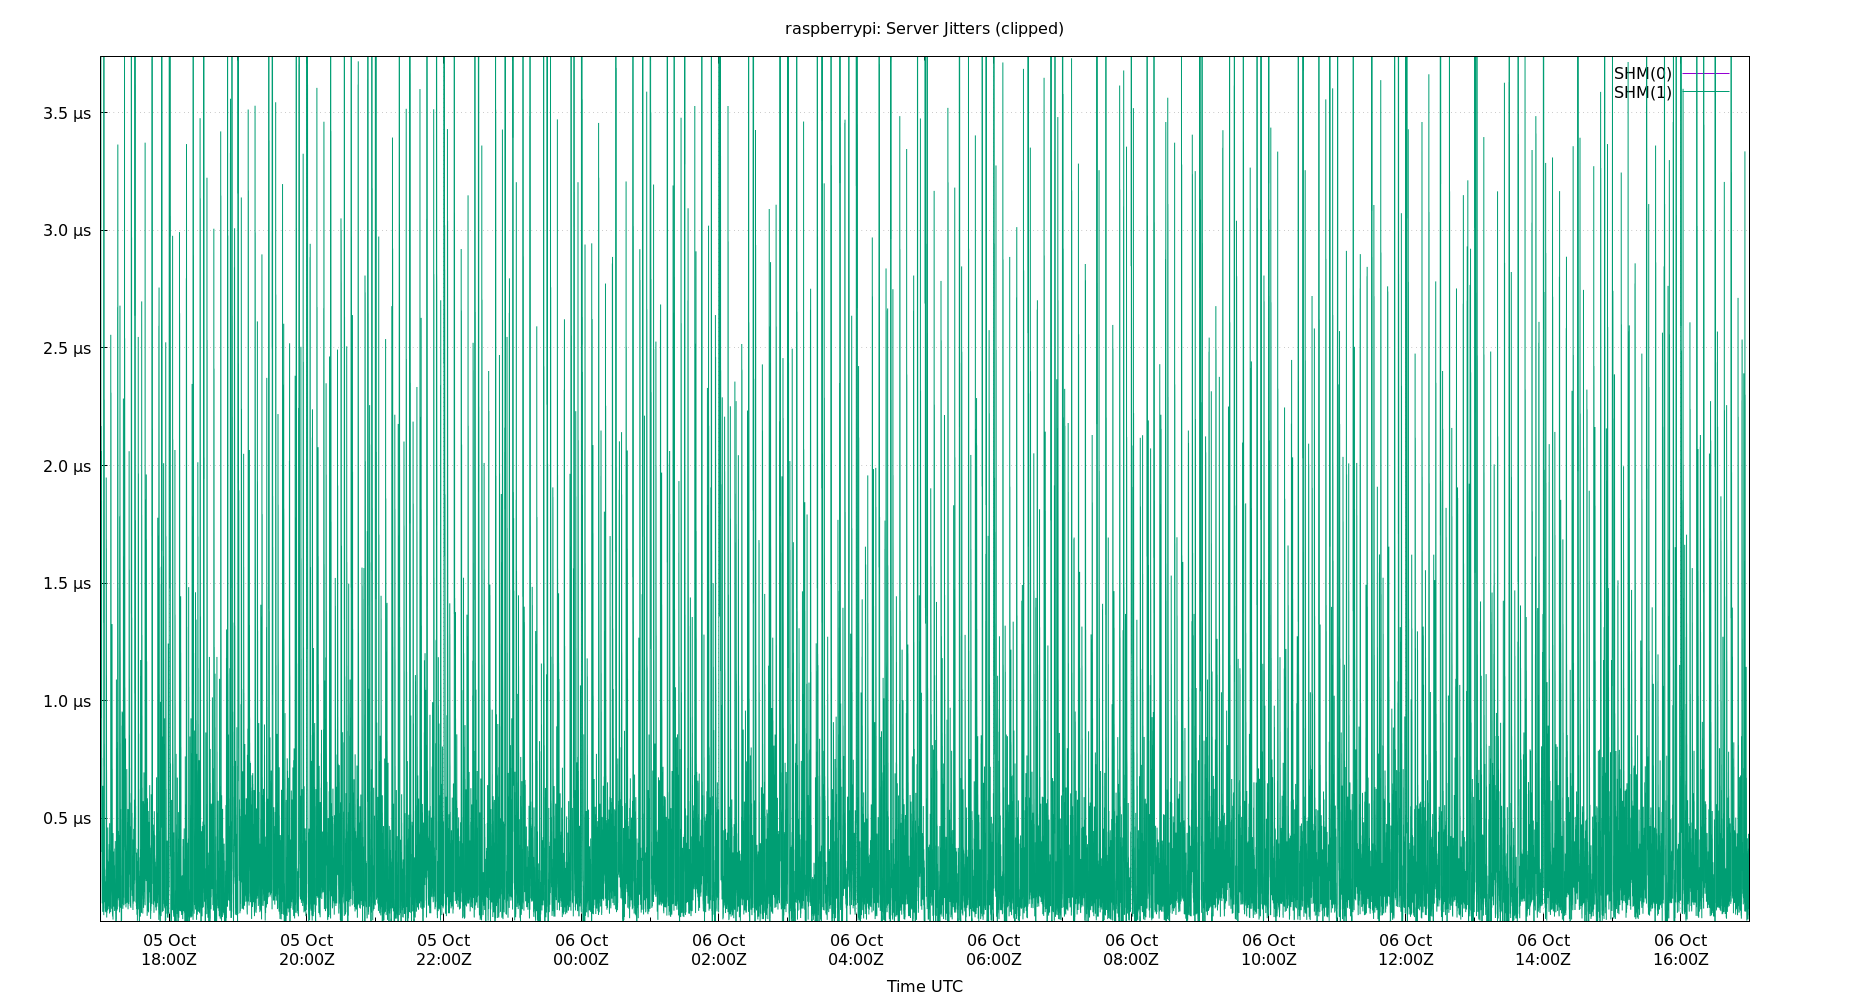 raspberrypi: Server Jitters (clipped)
SHM(0)
SHM(1)
3.5 µs
3.0 µs
2.5 µs
2.0 µs
1.5 µs
1.0 µs
0.5 µs
05 Oct 05 Oct 05 Oct 06 Oct 06 Oct 06 Oct 06 Oct 06 Oct 06 Oct 06 Oct 06 Oct 06 Oct
18:00Z 20:00Z 22:00Z 00:00Z 02:00Z 04:00Z 06:00Z 08:00Z 10:00Z 12:00Z 14:00Z 16:00Z
Time UTC